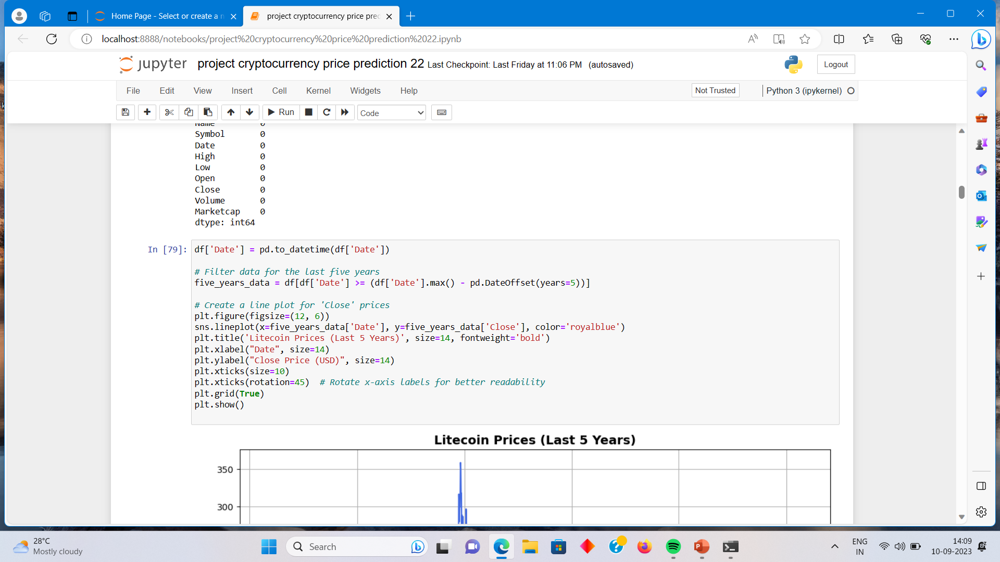 Home Page - Select or create a n
project cryptocurrency price pred
localhost:8888/notebooks/project%20cryptocurrency%20price%20prediction%2022.ipynb
jupyter project cryptocurrency price prediction 22 Last Checkpoint: Last Friday at 11:06 PM (autosaved)
Logout
File Edit View Insert Cell Kernel Widgets Help
Not Trusted
Python 3 (ipykernel)
Run
Code
Name 0
Symbol 0
Date 0
High 0
Low 0
Open 0
Close 0
Volume 0
Marketcap 0
dtype: int64
In [79]:
df['Date'] = pd.to_datetime(df['Date'])
# Filter data for the last five years
five_years_data = df[df['Date'] >= (df['Date'].max() - pd.DateOffset(years=5))]
# Create a line plot for 'Close' prices
plt.figure(figsize=(12, 6))
sns.lineplot(x=five_years_data['Date'], y=five_years_data['Close'], color='royalblue')
plt.title('Litecoin Prices (Last 5 Years)', size=14, fontweight='bold')
plt.xlabel("Date", size=14)
plt.ylabel("Close Price (USD)", size=14)
plt.xticks(size=10)
plt.xticks(rotation=45)  # Rotate x-axis labels for better readability
plt.grid(True)
plt.show()
Litecoin Prices (Last 5 Years)
350
300
28°C
Mostly cloudy
Search
ENG
IN
14:09
10-09-2023